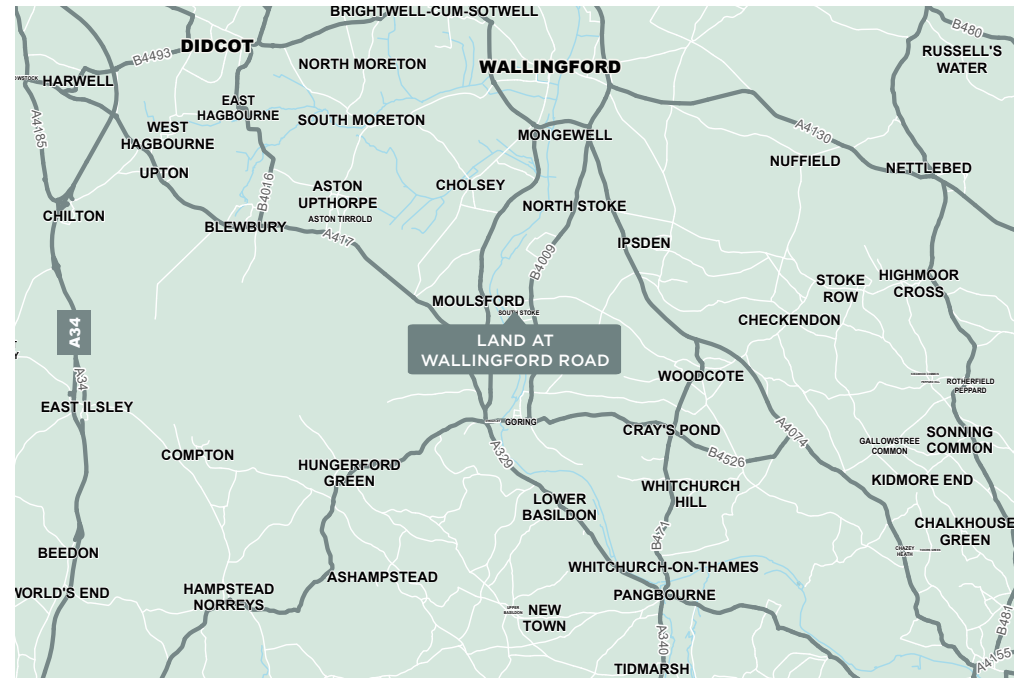 BRIGHTWELL-CUM-SOTWELL
B480
DIDCOT
B4493
RUSSELL'S
WATER
NORTH MORETON
WALLINGFORD
HARWELL
EAST
HAGBOURNE
A4185
WEST
HAGBOURNE
SOUTH MORETON
MONGEWELL
A4130
NUFFIELD
NETTLEBED
UPTON
B4016
ASTON
UPTHORPE
ASTON TIRROLD
CHOLSEY
NORTH STOKE
CHILTON
BLEWBURY
A417
IPSDEN
B4009
STOKE
ROW
HIGHMOOR
CROSS
MOULSFORD
SOUTH STOKE
CHECKENDON
A34
LAND AT
WALLINGFORD ROAD
A34
WOODCOTE
ROTHERFIELD
PEPPARD
EAST ILSLEY
GORING
CRAY'S POND
A4074
GALLOWSTREE
COMMON
SONNING
COMMON
COMPTON
HUNGERFORD
GREEN
A329
B4526
KIDMORE END
WHITCHURCH
HILL
LOWER
BASILDON
CHALKHOUSE
GREEN
B471
CHAZEY
HEATH
BEEDON
WHITCHURCH-ON-THAMES
ASHAMPSTEAD
WORLD'S END
HAMPSTEAD
NORREYS
PANGBOURNE
UPPER
BASILDON
NEW
TOWN
B481
A340
A4155
TIDMARSH